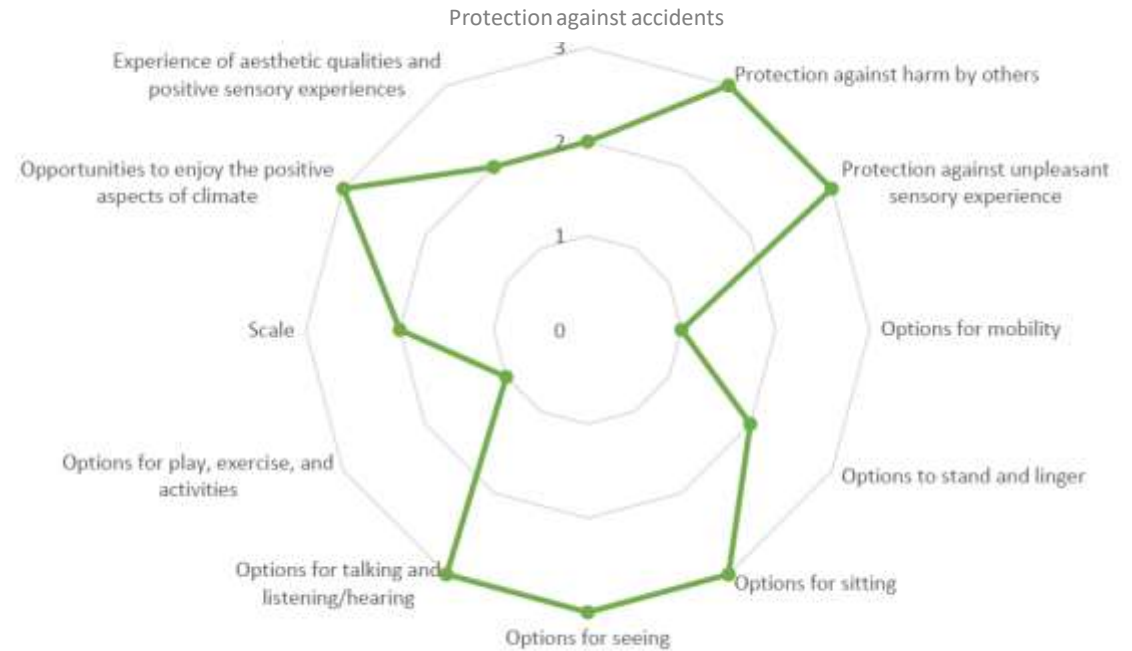 Protection against accidents
3
Experience of aesthetic qualities and
positive sensory experiences
Protection against harm by others
2
Opportunities to enjoy the positive
aspects of climate
Protection against unpleasant
sensory experience
1
Scale
0
Options for mobility
Options for play, exercise, and
activities
Options to stand and linger
Options for talking and
listening/hearing
Options for sitting
Options for seeing